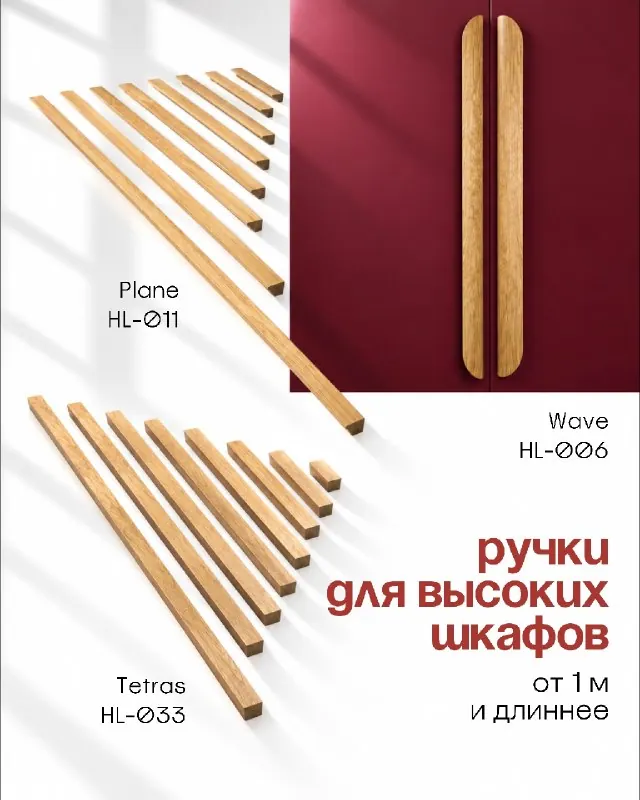 Plane
HL-Ø11
Wave
HL-ØØ6
ручки
для высоких
шкафов
от 1 м
и длиннее
Tetras
HL-Ø33